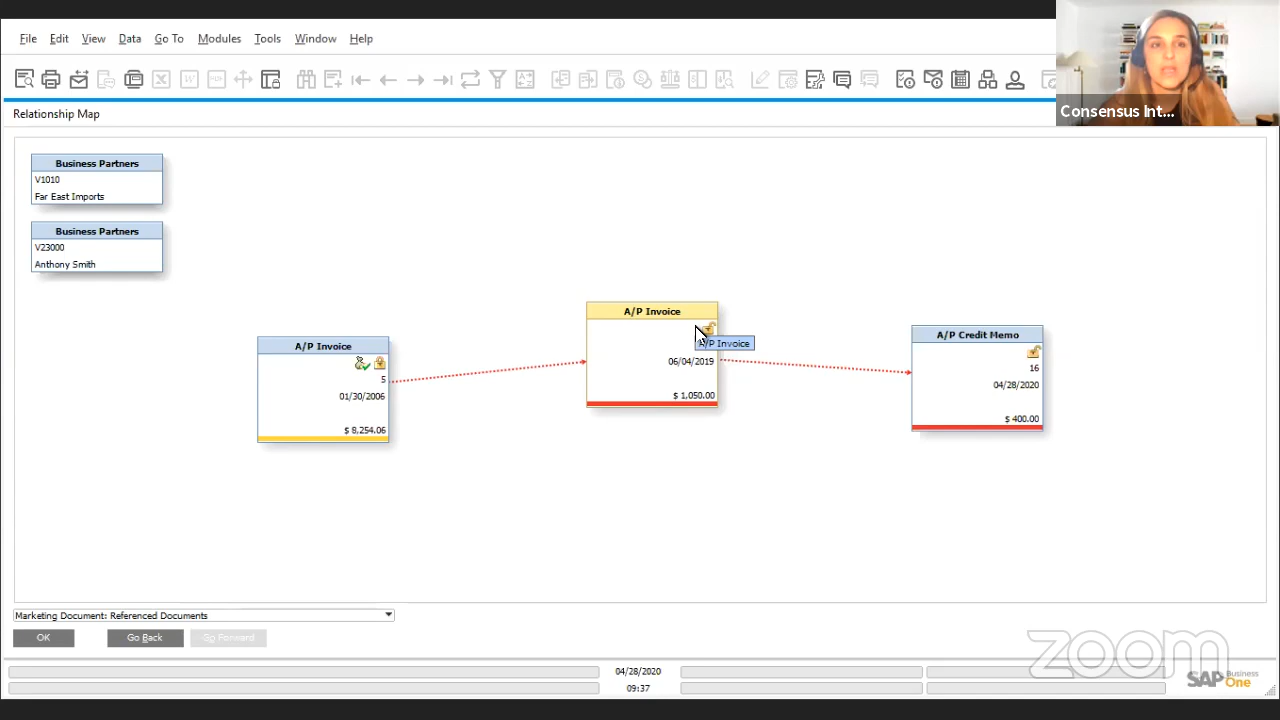 File Edit View Data Go To Modules Tools Window Help
Consensus Int...
Relationship Map
Business Partners
V1010
Far East Imports
Business Partners
V23000
Anthony Smith
A/P Invoice
5
01/30/2006
$ 8,254.06
A/P Invoice
A/P Invoice
06/04/2019
$ 1,050.00
A/P Credit Memo
16
04/28/2020
$ 400.00
Marketing Document: Referenced Documents
OK Go Back Go Forward
04/28/2020
09:37
zoom
SAP Business One